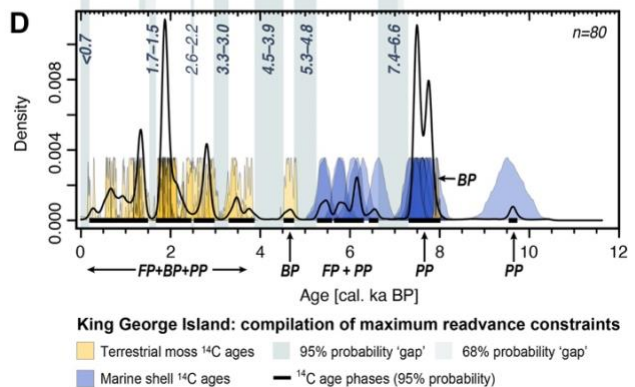 D
n=80
<0.7
1.7–1.5
2.6–2.2
3.3–3.0
4.5–3.9
5.3–4.8
7.4–6.6
Density
0.008
0.004
0.000
BP
0 2 4 6 8 10 12
FP+BP+PP BP FP + PP PP PP
Age [cal. ka BP]
King George Island: compilation of maximum readvance constraints
Terrestrial moss ¹⁴C ages 95% probability ‘gap’ 68% probability ‘gap’
Marine shell ¹⁴C ages ¹⁴C age phases (95% probability)